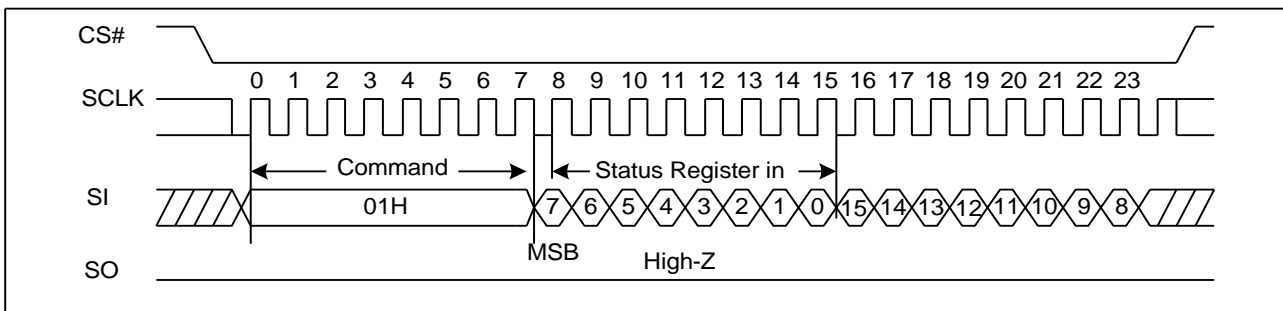 CS#
0 1 2 3 4 5 6 7 8 9 10 11 12 13 14 15 16 17 18 19 20 21 22 23
SCLK
Command Status Register in
SI 01H 7 6 5 4 3 2 1 0 15 14 13 12 11 10 9 8
MSB
SO High-Z